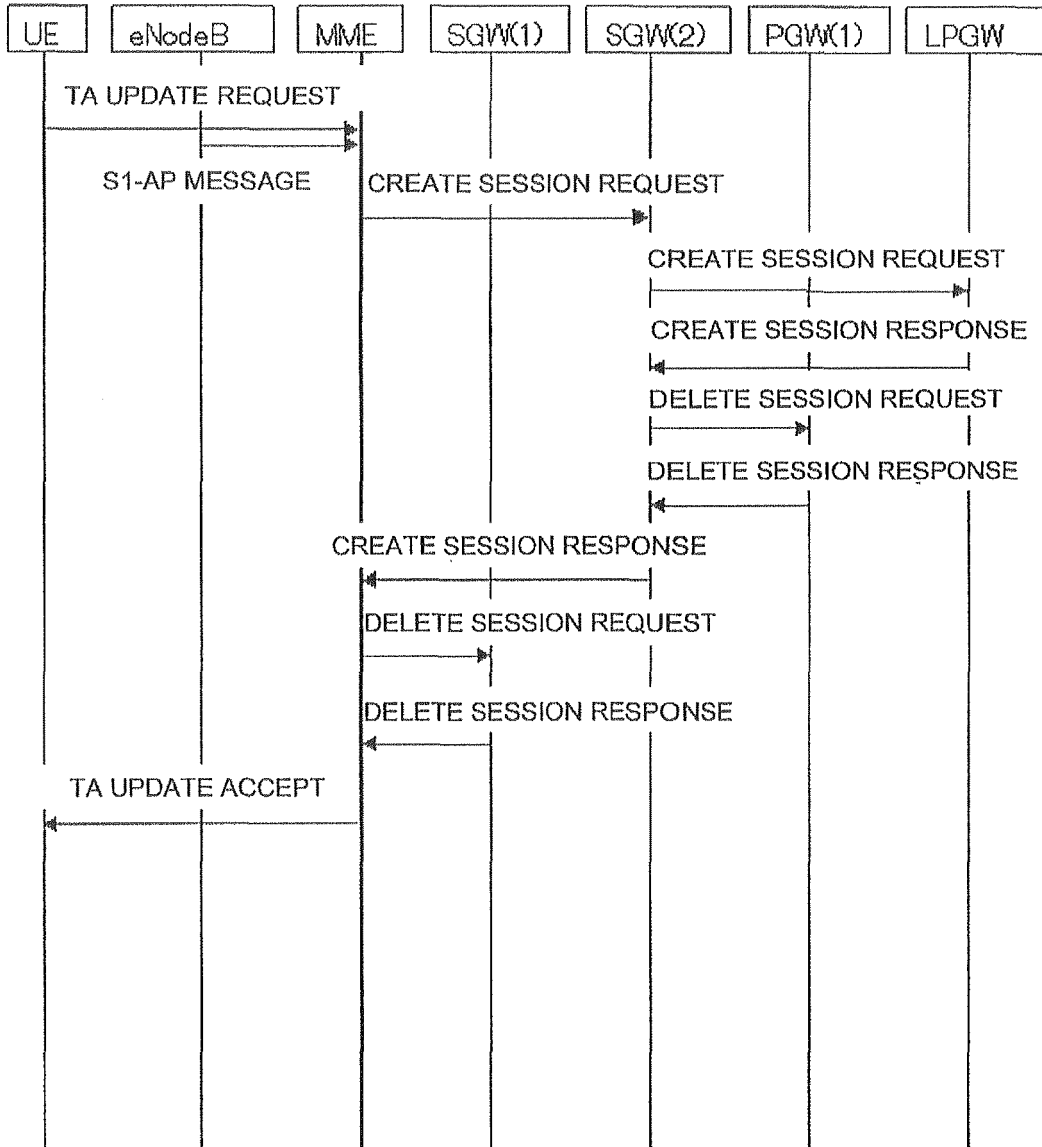 UE
eNodeB
MME
SGW(1)
SGW(2)
PGW(1)
LPGW
TA UPDATE REQUEST
S1-AP MESSAGE
CREATE SESSION REQUEST
CREATE SESSION REQUEST
CREATE SESSION RESPONSE
DELETE SESSION REQUEST
DELETE SESSION RESPONSE
CREATE SESSION RESPONSE
DELETE SESSION REQUEST
DELETE SESSION RESPONSE
TA UPDATE ACCEPT